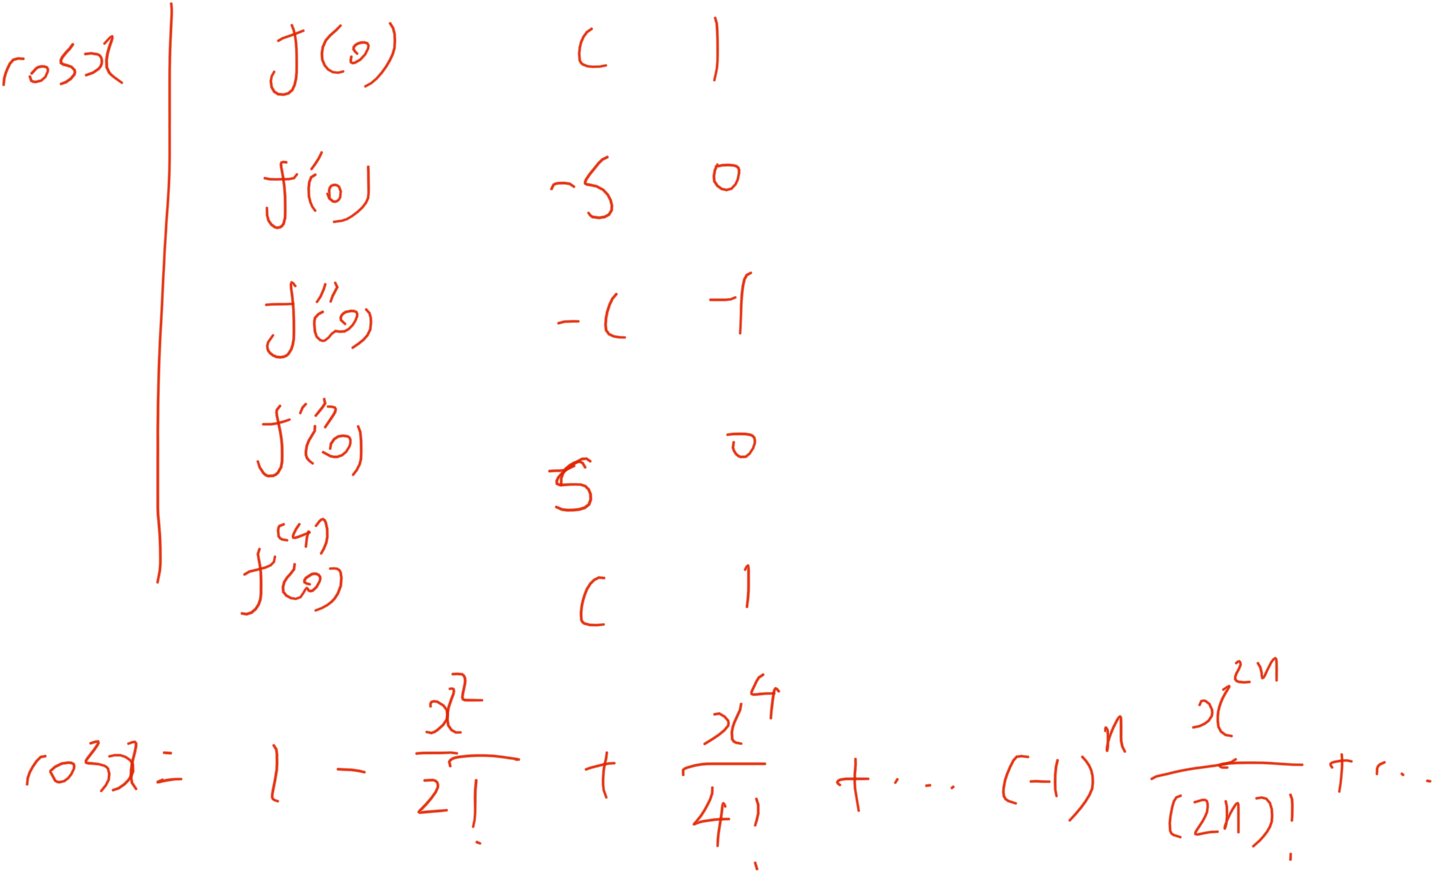 cosx | f(0) C 1
f'(0) -S 0
f''(0) -C -1
f'''(0) S 0
f⁽⁴⁾(0) C 1
cosx = 1 - x²/2! + x⁴/4! + ... (-1)ⁿ x²ⁿ/(2n)! + ...